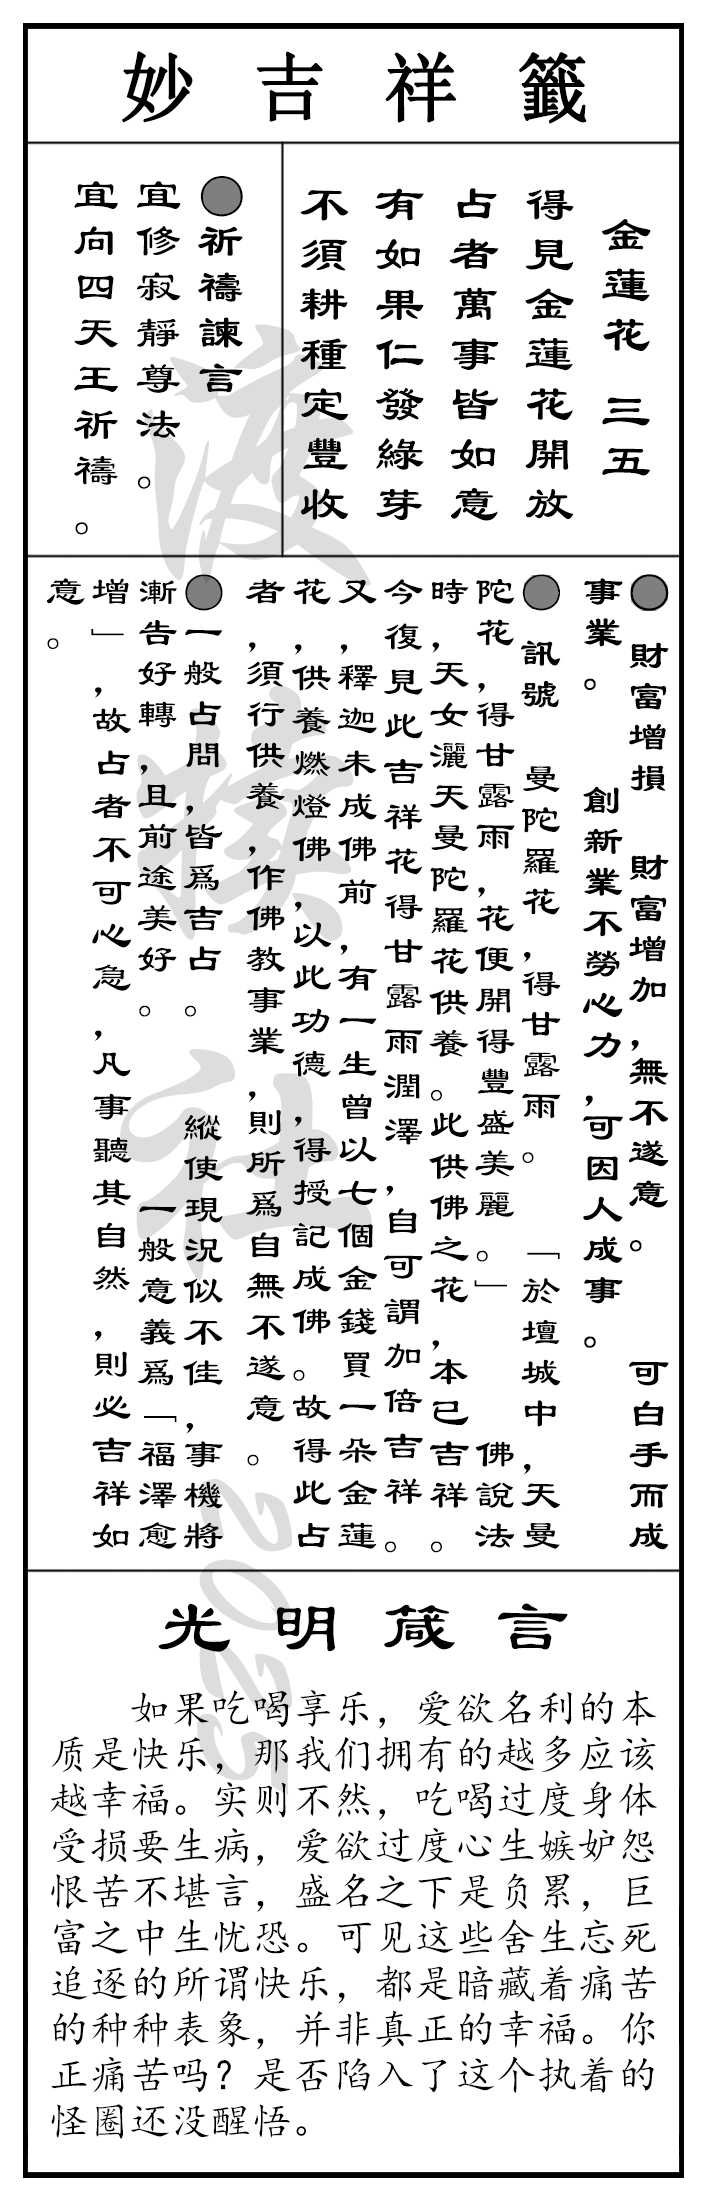 妙吉祥籤
金蓮花 三五
得見金蓮花開放
占者萬事皆如意
有如果仁發綠芽
不須耕種定豐收
●祈禱諫言
宜修寂靜尊法。
宜向四天王祈禱。
● 財富增損 財富增加，無不遂意。 可白手而成
事業。 創新業不勞心力，可因人成事。
● 訊號 曼陀羅花，得甘露雨。「於壇城中，天曼
陀花，得甘露雨，花便開得豐盛美麗。」 佛說法
時，天女灑天曼陀羅花供養。此供佛之花，本已吉祥。
今復見此吉祥花得甘露雨潤澤，自可謂加倍吉祥。
又，釋迦未成佛前，有一生曾以七個金錢買一朵金蓮
花，供養燃燈佛，以此功德，得授記成佛。故得此占
者，須行供養，作佛教事業，則所爲自無不遂意。
●一般占問，皆爲吉占。 縱使現況似不佳，事機將
漸告好轉，且前途美好。 一般意義爲「福澤愈
增」，故占者不可心急，凡事聽其自然，則必吉祥如
意。
光明箴言
如果吃喝享乐，爱欲名利的本
质是快乐，那我们拥有的越多应该
越幸福。实则不然，吃喝过度身体
受损要生病，爱欲过度心生嫉妒怨
恨苦不堪言，盛名之下是负累，巨
富之中生忧恐。可见这些舍生忘死
追逐的所谓快乐，都是暗藏着痛苦
的种种表象，并非真正的幸福。你
正痛苦吗？是否陷入了这个执着的
怪圈还没醒悟。
渡 社 2025